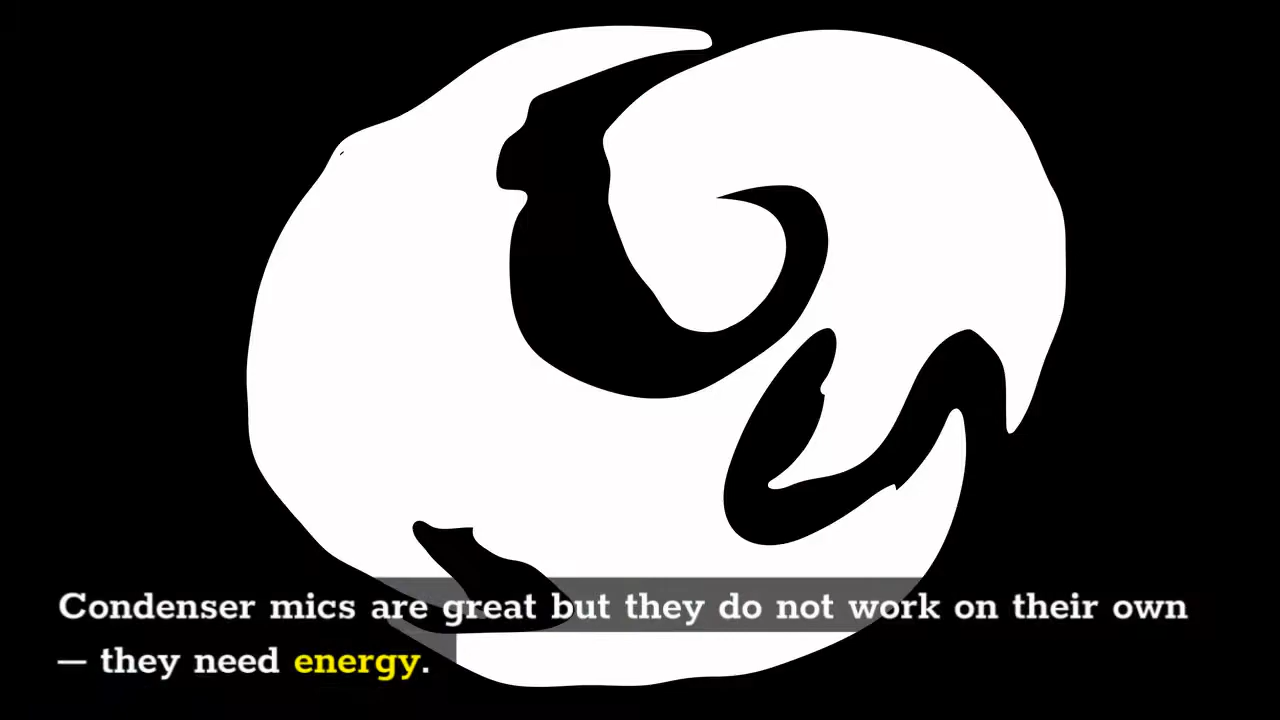 Condenser mics are great but they do not work on their own
— they need energy.